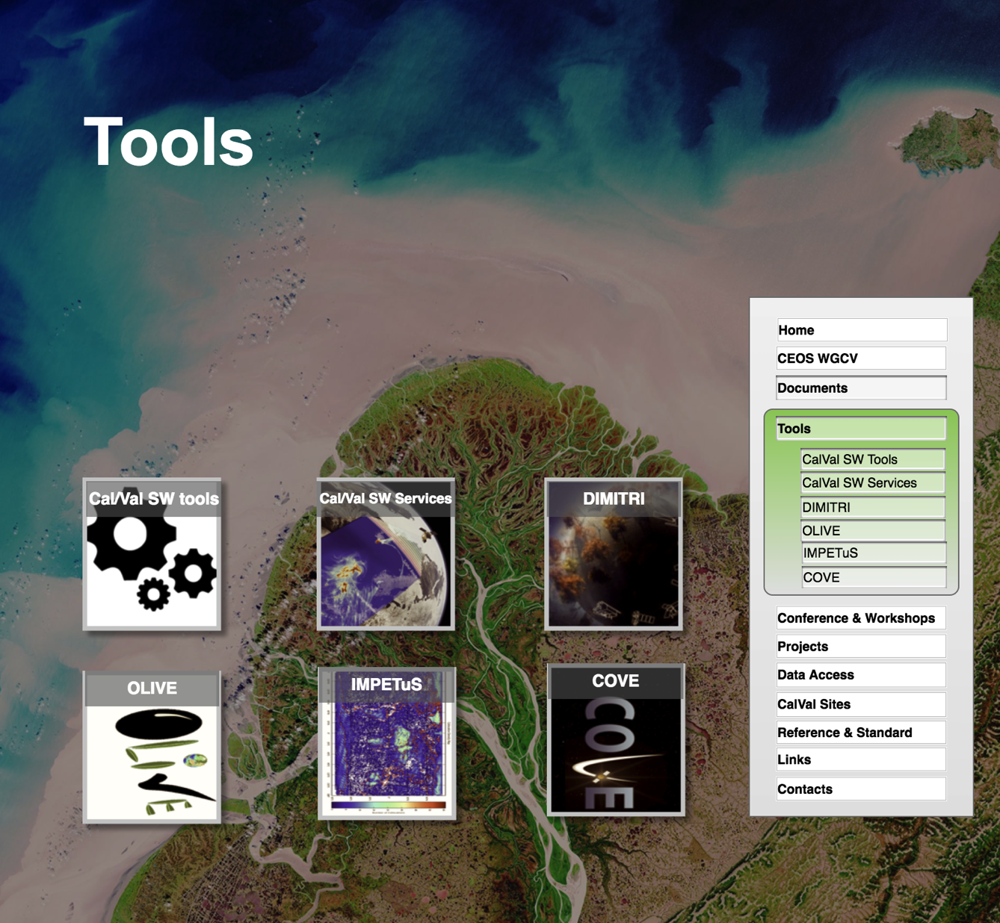 Tools
Cal/Val SW tools
Cal/Val SW Services
DIMITRI
OLIVE
IMPETuS
COVE
COVE
Home
CEOS WGCV
Documents
Tools
CalVal SW Tools
CalVal SW Services
DIMITRI
OLIVE
IMPETuS
COVE
Conference & Workshops
Projects
Data Access
CalVal Sites
Reference & Standard
Links
Contacts